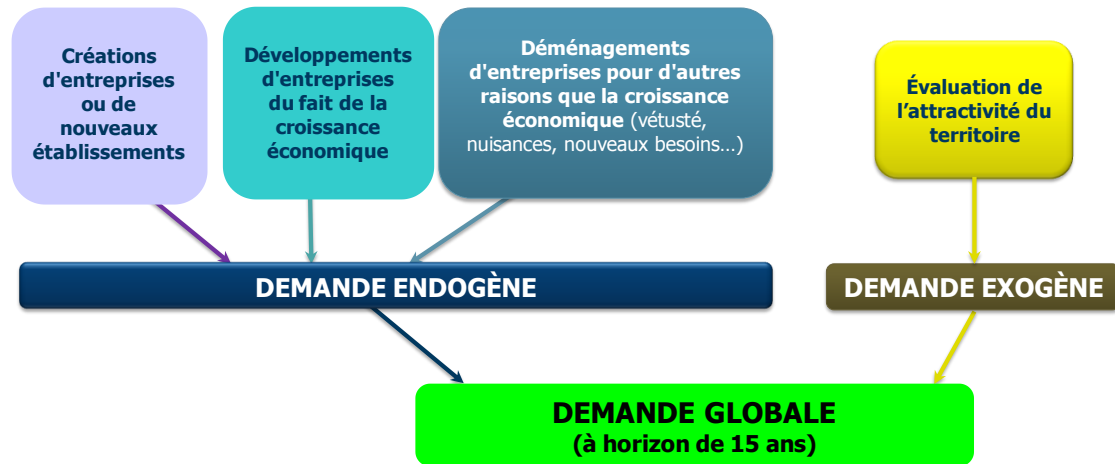 Créations
d'entreprises
ou de
nouveaux
établissements
Développements
d'entreprises
du fait de la
croissance
économique
Déménagements
d'entreprises pour d'autres
raisons que la croissance
économique (vétusté,
nuisances, nouveaux besoins…)
Évaluation de
l’attractivité du
territoire
DEMANDE ENDOGÈNE
DEMANDE EXOGÈNE
DEMANDE GLOBALE
(à horizon de 15 ans)